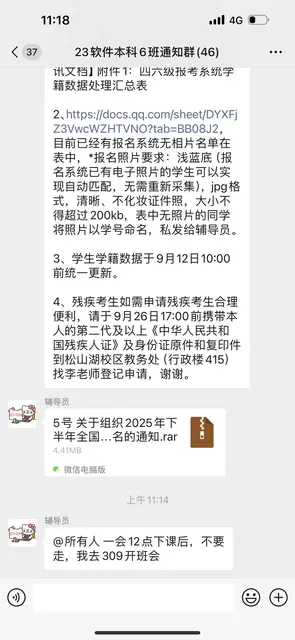 11:18
4G
37
23软件本科6班通知群(46)
讯文档】附件1：四六级报考系统学
籍数据处理汇总表
2、https://docs.qq.com/sheet/DYXFj
Z3VwcWZHTVNO?tab=BB08J2，
目前已经有报名系统无相片名单在
表中，*报名照片要求：浅蓝底（报
名系统已有电子照片的学生可以
实现自动匹配，无需重新采集），jpg格
式，清晰、不化妆证件照，大小不
得超过200kb，表中无照片的同学
将照片以学号命名，私发给辅导员。
3、学生学籍数据于9月12日10:00
前统一更新。
4、残疾考生如需申请残疾考生合理
便利，请于9月26日17:00前携带本
人的第二代及以上《中华人民共和
国残疾人证》及身份证原件和复印件
到松山湖校区教务处（行政楼415）
找李老师登记申请，谢谢。
辅导员
5号 关于组织2025年下
半年全国...名的通知.rar
4.41MB
微信电脑版
上午 11:14
辅导员
@所有人 一会12点下课后，不要
走，我去309开班会